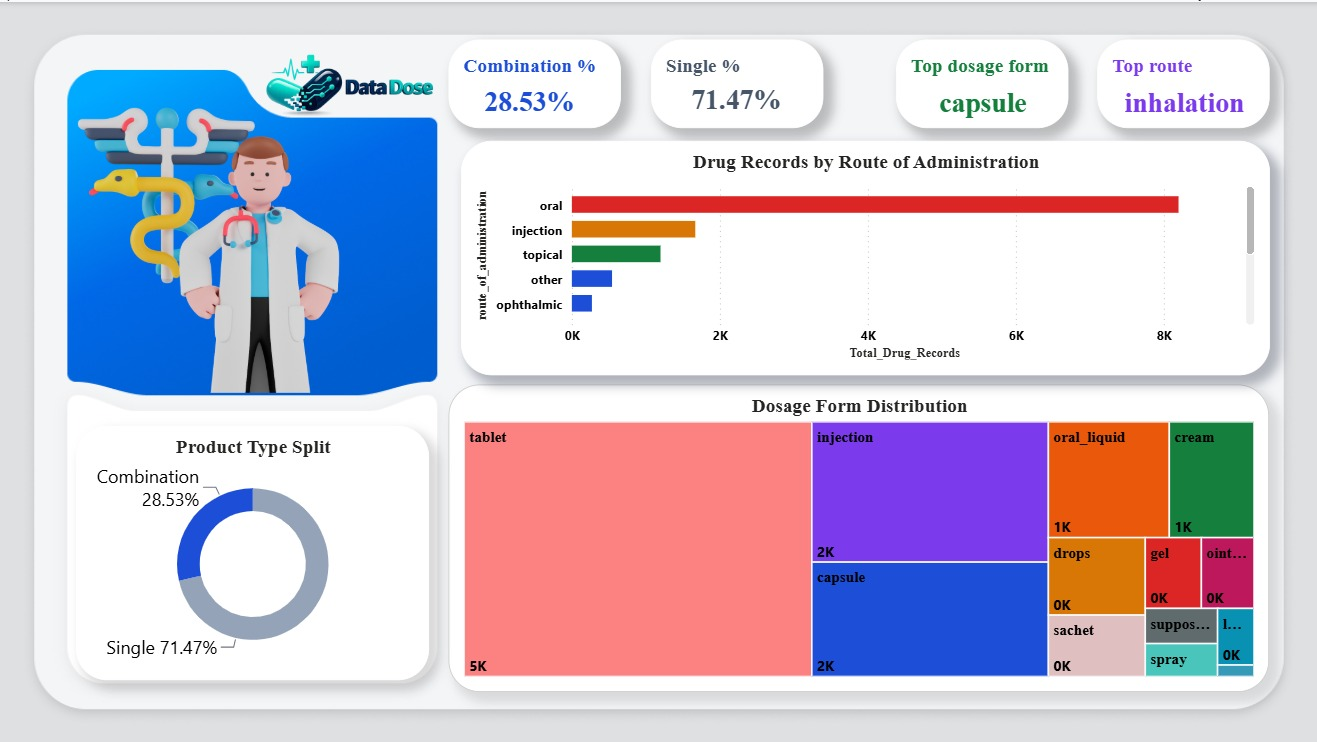 DataDose
Combination %
28.53%
Single %
71.47%
Top dosage form
capsule
Top route
inhalation
Drug Records by Route of Administration
route_of_administration
oral
injection
topical
other
ophthalmic
0K
2K
4K
6K
8K
Total_Drug_Records
Product Type Split
Combination
28.53%
Single 71.47%
Dosage Form Distribution
tablet
5K
injection
2K
capsule
2K
oral_liquid
1K
cream
1K
drops
0K
sachet
0K
gel
0K
oint…
0K
suppos…
spray
l…
0K